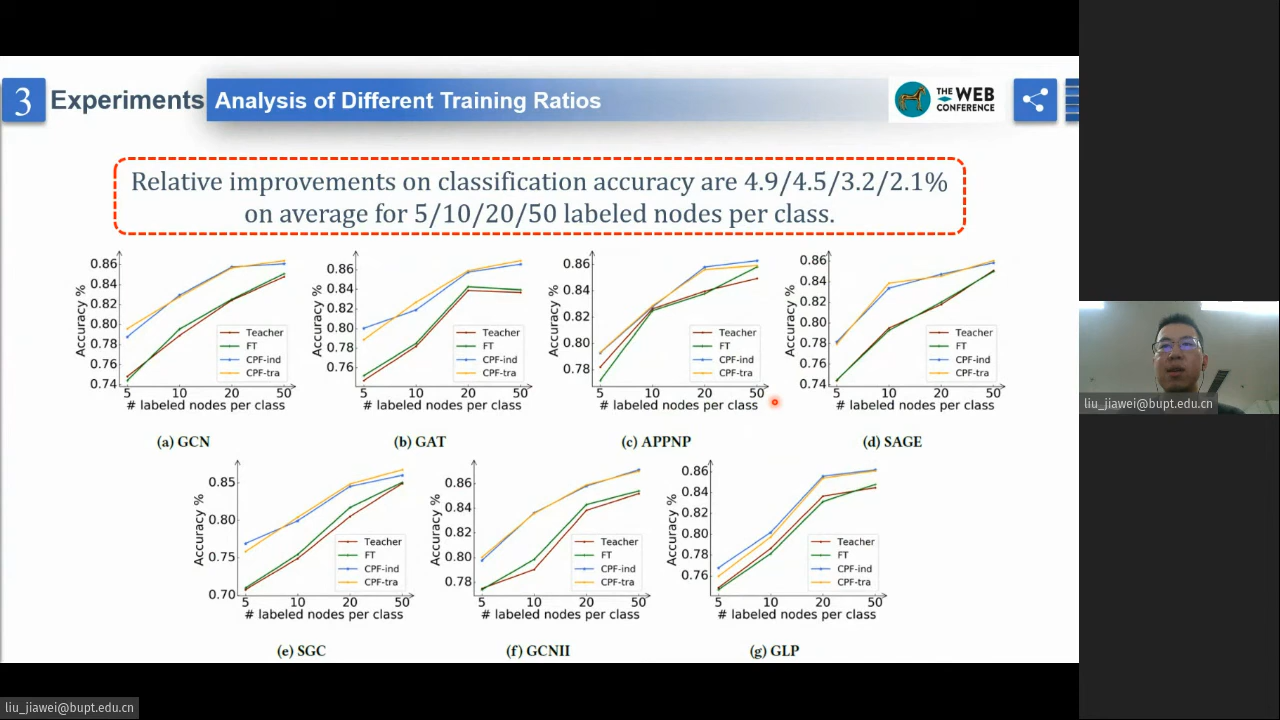 3 Experiments Analysis of Different Training Ratios
THE WEB
CONFERENCE
Relative improvements on classification accuracy are 4.9/4.5/3.2/2.1%
on average for 5/10/20/50 labeled nodes per class.
0.86
0.84
0.82
0.80
0.78
0.76
0.74
Accuracy %
Teacher
FT
CPF-ind
CPF-tra
5 10 20 50
# labeled nodes per class
(a) GCN
0.86
0.84
0.82
0.80
0.78
0.76
Accuracy %
Teacher
FT
CPF-ind
CPF-tra
5 10 20 50
# labeled nodes per class
(b) GAT
0.86
0.84
0.82
0.80
0.78
Accuracy %
Teacher
FT
CPF-ind
CPF-tra
5 10 20 50
# labeled nodes per class
(c) APPNP
0.86
0.84
0.82
0.80
0.78
0.76
0.74
Accuracy %
Teacher
FT
CPF-ind
CPF-tra
5 10 20 50
# labeled nodes per class
(d) SAGE
0.85
0.80
0.75
0.70
Accuracy %
Teacher
FT
CPF-ind
CPF-tra
5 10 20 50
# labeled nodes per class
(e) SGC
0.86
0.84
0.82
0.80
0.78
Accuracy %
Teacher
FT
CPF-ind
CPF-tra
5 10 20 50
# labeled nodes per class
(f) GCNII
0.86
0.84
0.82
0.80
0.78
0.76
Accuracy %
Teacher
FT
CPF-ind
CPF-tra
5 10 20 50
# labeled nodes per class
(g) GLP
liu_jiawei@bupt.edu.cn
liu_jiawei@bupt.edu.cn